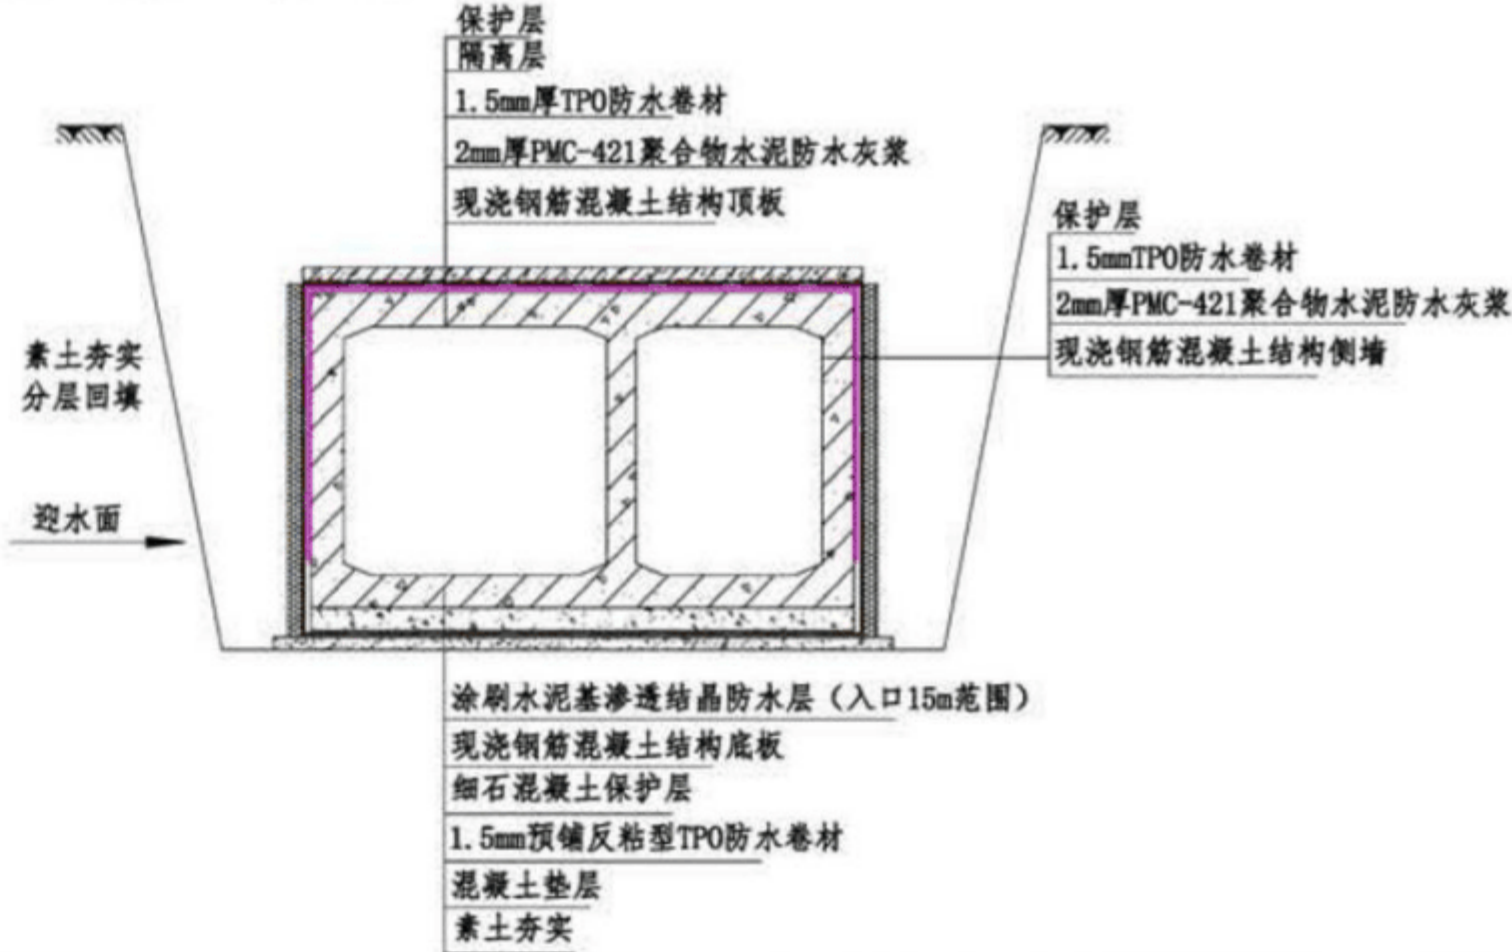 保护层
隔离层
1.5mm厚TPO防水卷材
2mm厚PMC-421聚合物水泥防水灰浆
现浇钢筋混凝土结构顶板
保护层
1.5mmTPO防水卷材
2mm厚PMC-421聚合物水泥防水灰浆
现浇钢筋混凝土结构侧墙
素土夯实
分层回填
迎水面
涂刷水泥基渗透结晶防水层（入口15m范围）
现浇钢筋混凝土结构底板
细石混凝土保护层
1.5mm预铺反粘型TPO防水卷材
混凝土垫层
素土夯实